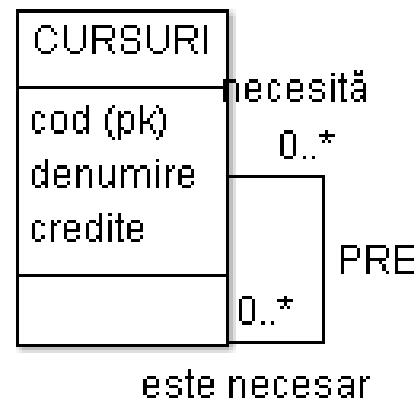 CURSURI
necesită
cod (pk)
0..*
denumire
credite
PRE
0..*
este necesar